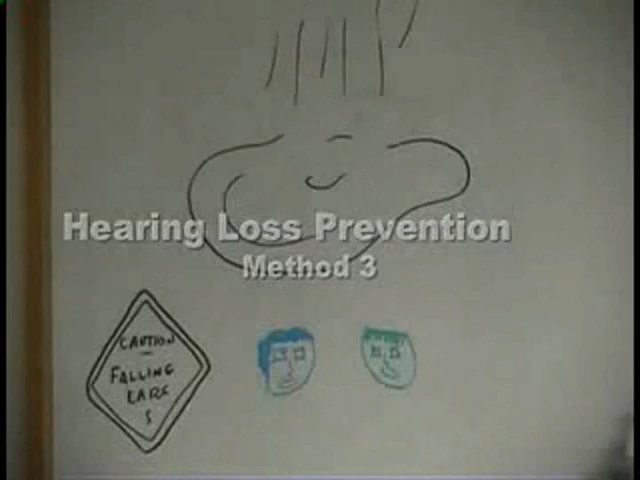 Hearing Loss Prevention
Method 3
CAUTION
FALLING
EARS